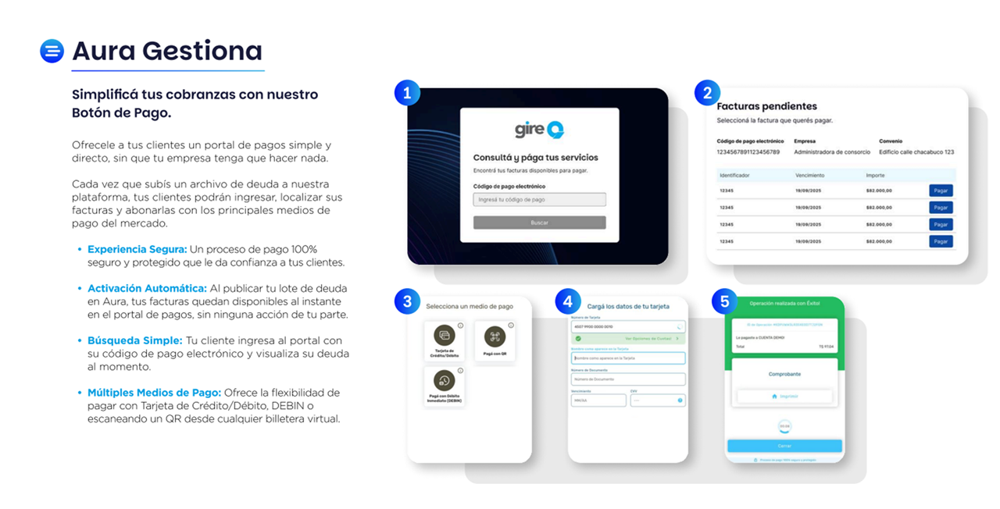 Aura Gestiona
Simplificá tus cobranzas con nuestro
Botón de Pago.
Ofrecele a tus clientes un portal de pagos simple y
directo, sin que tu empresa tenga que hacer nada.
Cada vez que subís un archivo de deuda a nuestra
plataforma, tus clientes podrán ingresar, localizar sus
facturas y abonarlas con los principales medios de
pago del mercado.
• Experiencia Segura: Un proceso de pago 100%
seguro y protegido que le da confianza a tus clientes.
• Activación Automática: Al publicar tu lote de deuda
en Aura, tus facturas quedan disponibles al instante
en el portal de pagos, sin ninguna acción de tu parte.
• Búsqueda Simple: Tu cliente ingresa al portal con
su código de pago electrónico y visualiza su deuda
al momento.
• Múltiples Medios de Pago: Ofrece la flexibilidad de
pagar con Tarjeta de Crédito/Débito, DEBIN o
escaneando un QR desde cualquier billetera virtual.
1
gire
Consultá y págá tus servicios
Encontrá tus facturas disponibles para pagar.
Código de pago electrónico
Ingresá tu código de pago
Buscar
2
Facturas pendientes
Seleccioná la factura que querés pagar.
Código de pago electrónico Empresa Convenio
1234567891123456789 Administradora de consorcio Edificio calle chacabuco 123
Identificador Vencimiento Importe
12345 19/09/2025 $82.000,00 Pagar
12345 19/09/2025 $82.000,00 Pagar
12345 19/09/2025 $82.000,00 Pagar
12345 19/09/2025 $82.000,00 Pagar
3
Selecciona un medio de pago
Tarjeta de
Crédito/Débito
Pagá con QR
Pagá con Débito
Inmediato (DEBIN)
4
Cargá los datos de tu tarjeta
Número de Tarjeta
4507 9900 0000 0010
Ver Opciones de Cuotas
Nombre como aparece en la Tarjeta
Nombre como aparece en la Tarjeta
Número de Documento
Número de Documento
Vencimiento CVV
MM/AA
5
Operación realizada con Éxito!
Le pagaste a CUENTA DEMO
Total
Comprobante
Imprimir
Cerrar
Proceso de pago 100% seguro y protegido